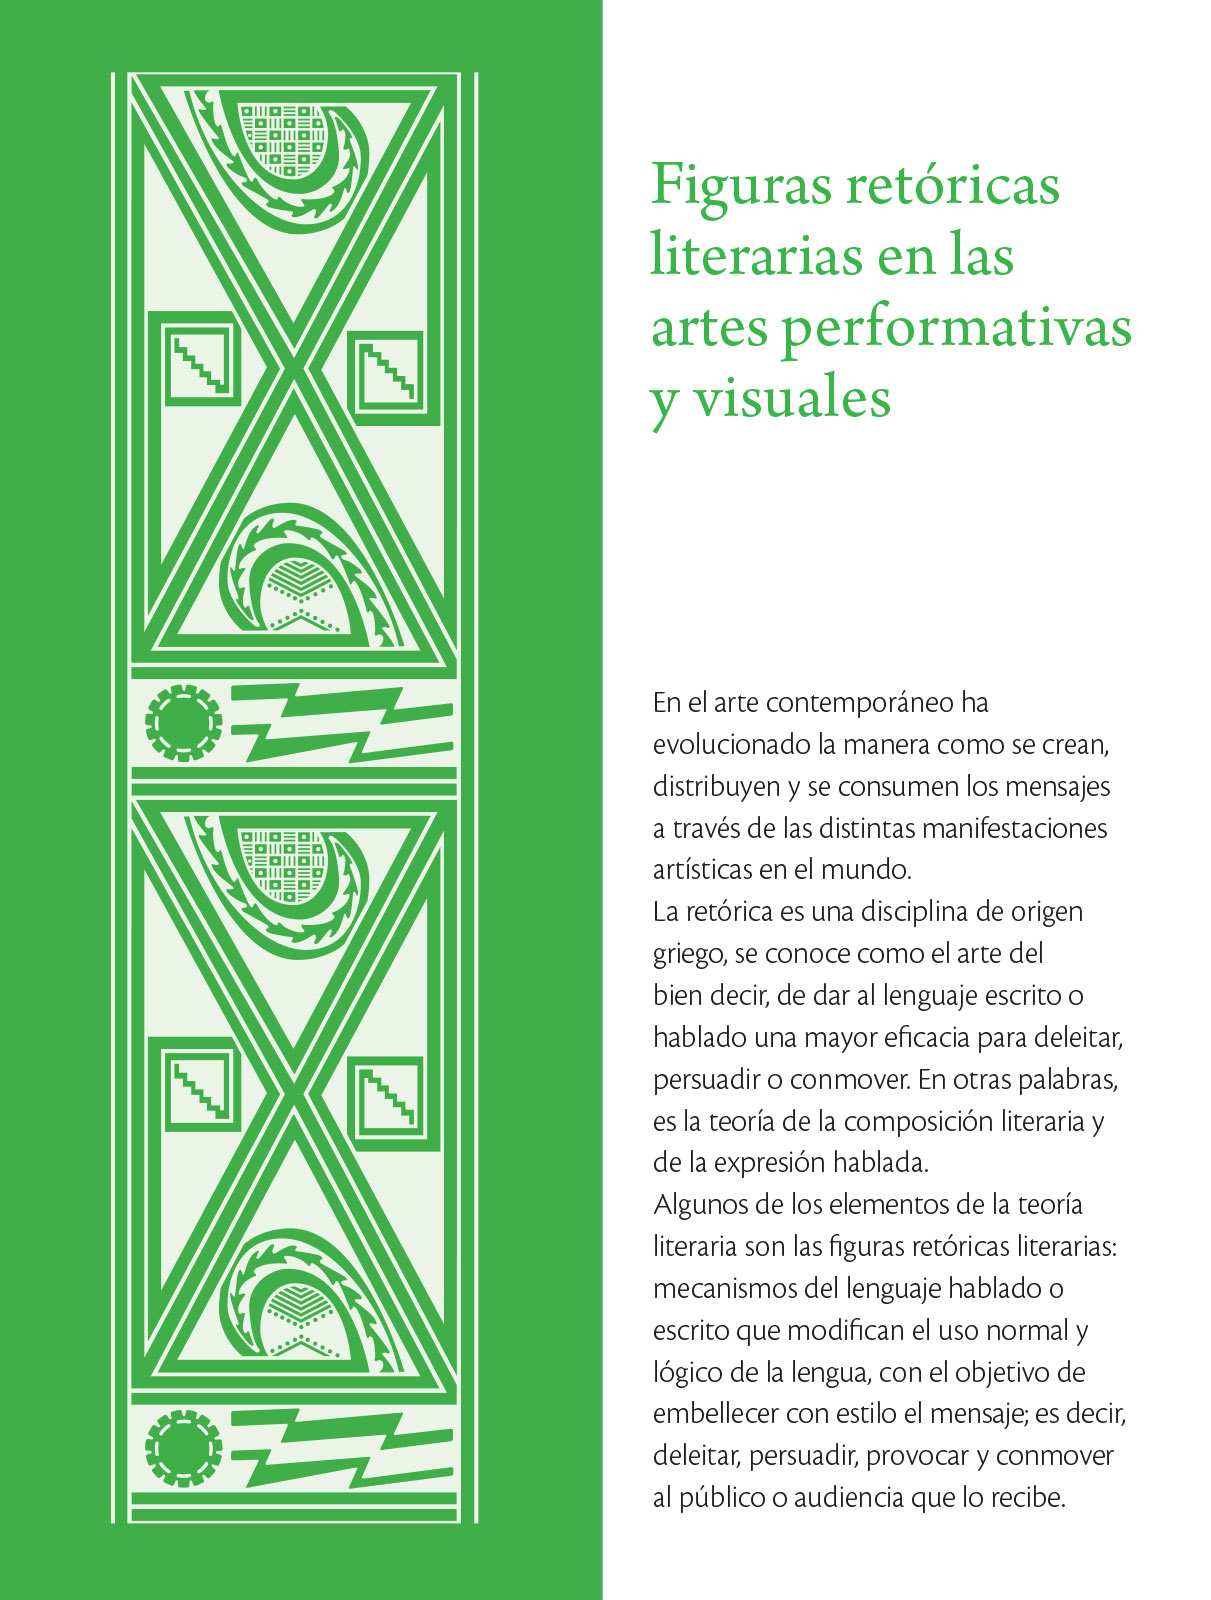 Figuras retóricas
literarias en las
artes performativas
y visuales
En el arte contemporáneo ha
evolucionado la manera como se crean,
distribuyen y se consumen los mensajes
a través de las distintas manifestaciones
artísticas en el mundo.
La retórica es una disciplina de origen
griego, se conoce como el arte del
bien decir, de dar al lenguaje escrito o
hablado una mayor eficacia para deleitar,
persuadir o conmover. En otras palabras,
es la teoría de la composición literaria y
de la expresión hablada.
Algunos de los elementos de la teoría
literaria son las figuras retóricas literarias:
mecanismos del lenguaje hablado o
escrito que modifican el uso normal y
lógico de la lengua, con el objetivo de
embellecer con estilo el mensaje; es decir,
deleitar, persuadir, provocar y conmover
al público o audiencia que lo recibe.